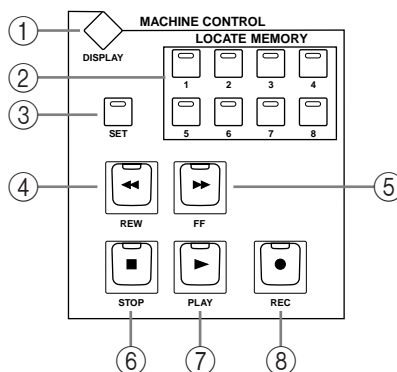 ① MACHINE CONTROL
LOCATE MEMORY
DISPLAY
②
1 2 3 4
③
SET 5 6 7 8
④ ⑤
REW FF
STOP PLAY REC
⑥ ⑦ ⑧